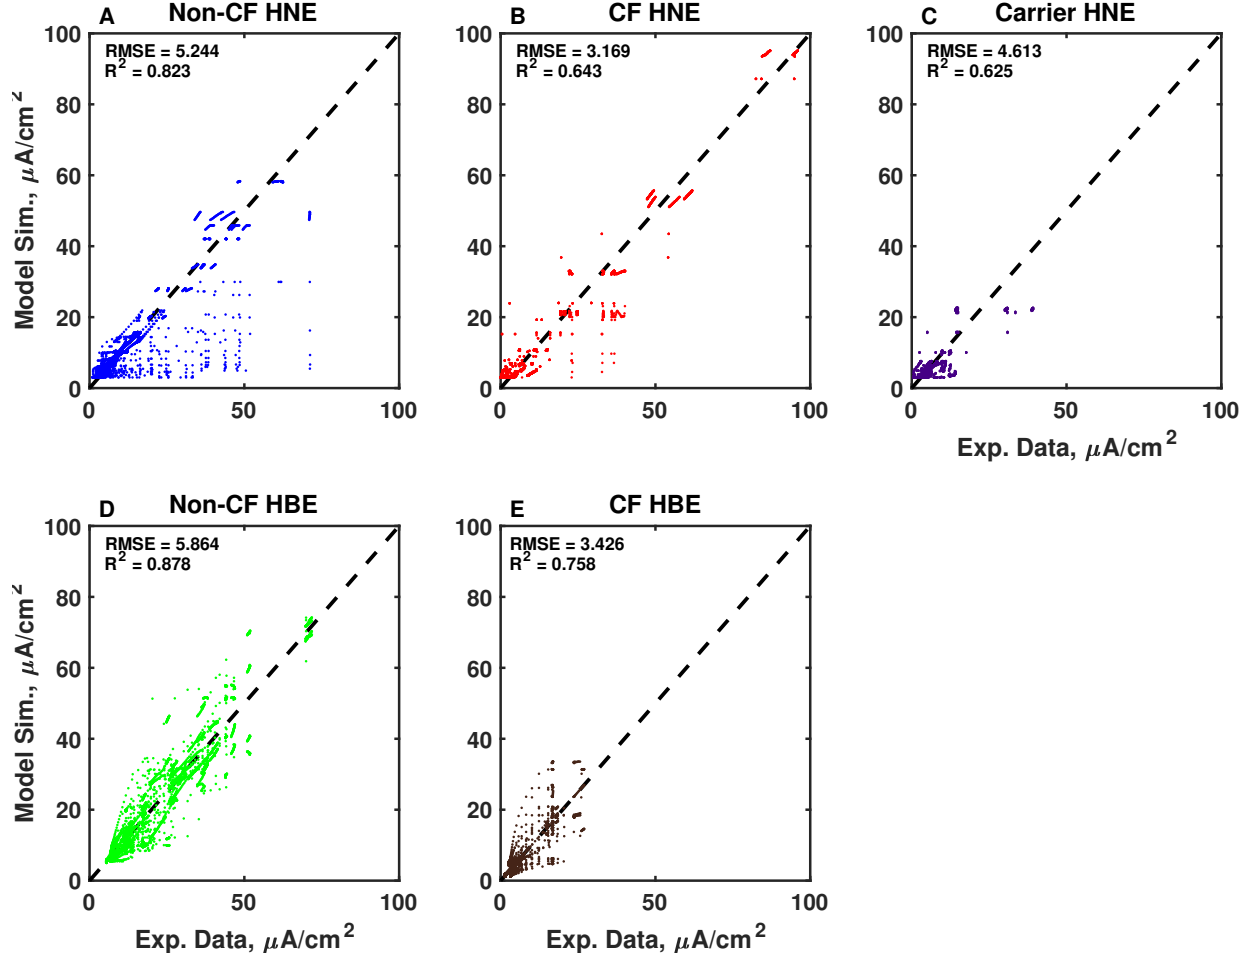 A Non-CF HNE
RMSE = 5.244
R² = 0.823
100
80
60
40
20
0
0 50 100
Model Sim., μA/cm²
B CF HNE
RMSE = 3.169
R² = 0.643
100
80
60
40
20
0
0 50 100
C Carrier HNE
RMSE = 4.613
R² = 0.625
100
80
60
40
20
0
0 50 100
Exp. Data, μA/cm²
D Non-CF HBE
RMSE = 5.864
R² = 0.878
100
80
60
40
20
0
0 50 100
Model Sim., μA/cm²
Exp. Data, μA/cm²
E CF HBE
RMSE = 3.426
R² = 0.758
100
80
60
40
20
0
0 50 100
Exp. Data, μA/cm²